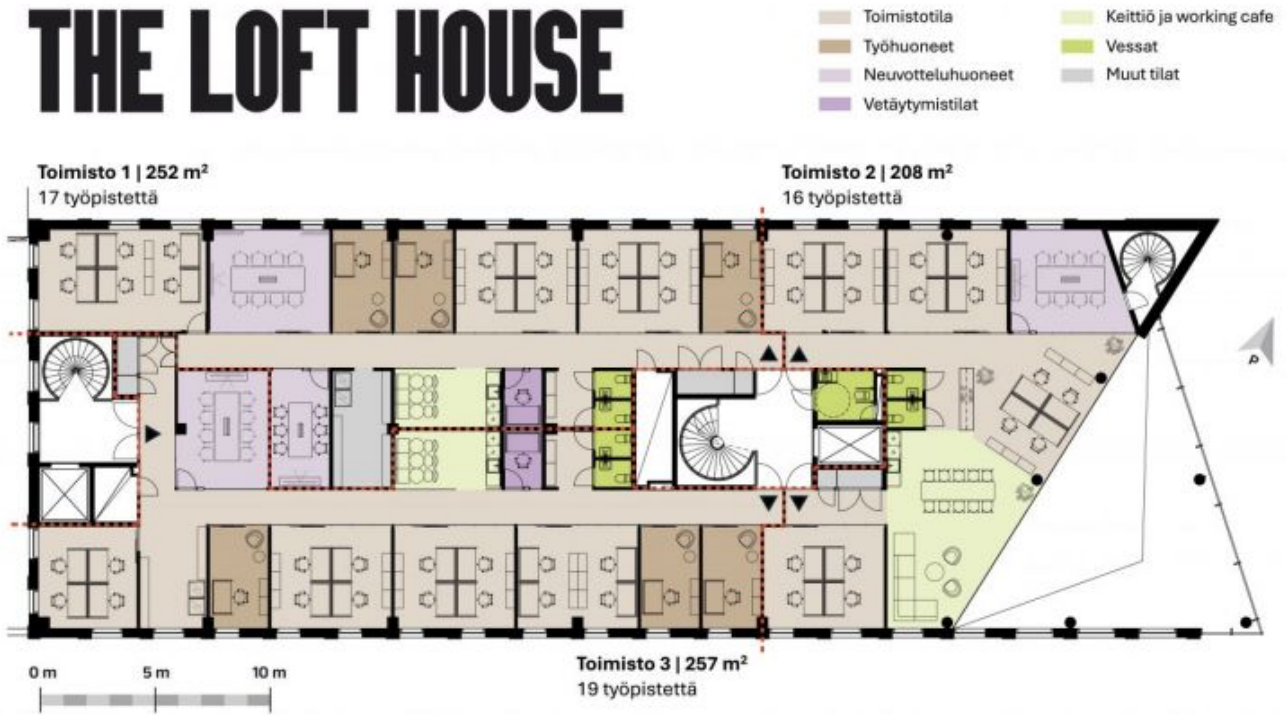 THE LOFT HOUSE
Toimistotila
Työhuoneet
Neuvotteluhuoneet
Vetäytymistilat
Keittiö ja working cafe
Vessat
Muut tilat
Toimisto 1 | 252 m²
17 työpistettä
Toimisto 2 | 208 m²
16 työpistettä
P
0 m 5 m 10 m
Toimisto 3 | 257 m²
19 työpistettä